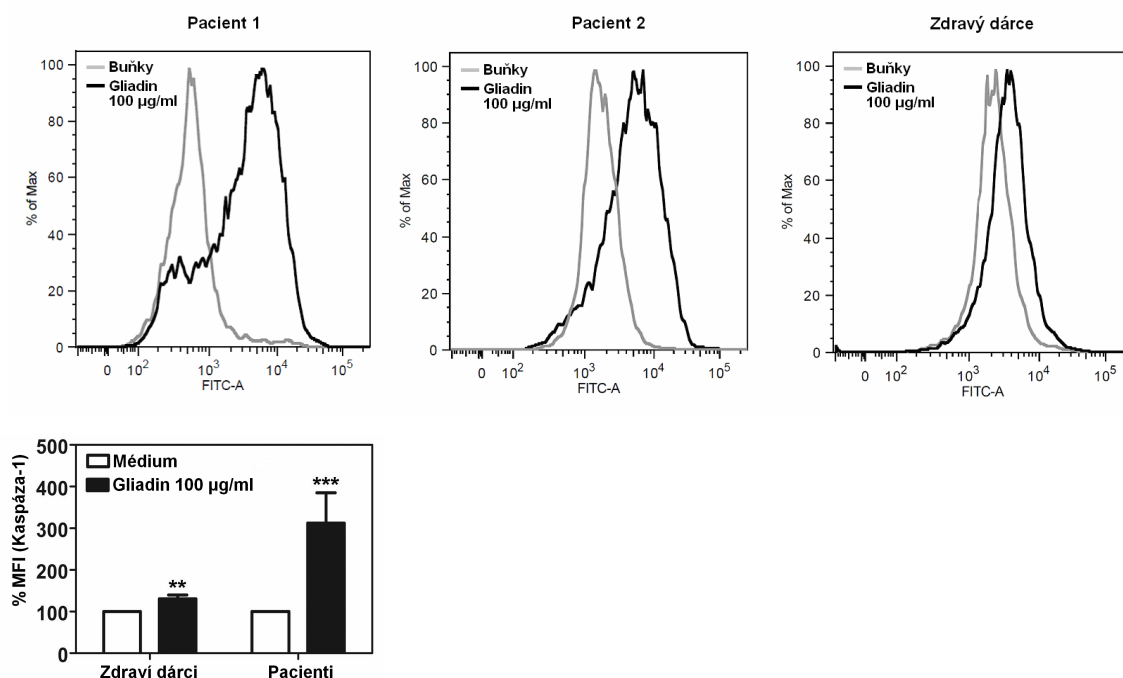 Pacient 1
Pacient 2
Zdravý dárce
Buňky
Gliadin
100 µg/ml
% of Max
100
80
60
40
20
0
0 10² 10³ 10⁴ 10⁵
FITC-A
Buňky
Gliadin
100 µg/ml
% of Max
100
80
60
40
20
0
0 10² 10³ 10⁴ 10⁵
FITC-A
Buňky
Gliadin
100 µg/ml
% of Max
100
80
60
40
20
0
0 10² 10³ 10⁴ 10⁵
FITC-A
% MFI (Kaspáza-1)
500
400
300
200
100
0
Médium
Gliadin 100 µg/ml
**
***
Zdraví dárci
Pacienti